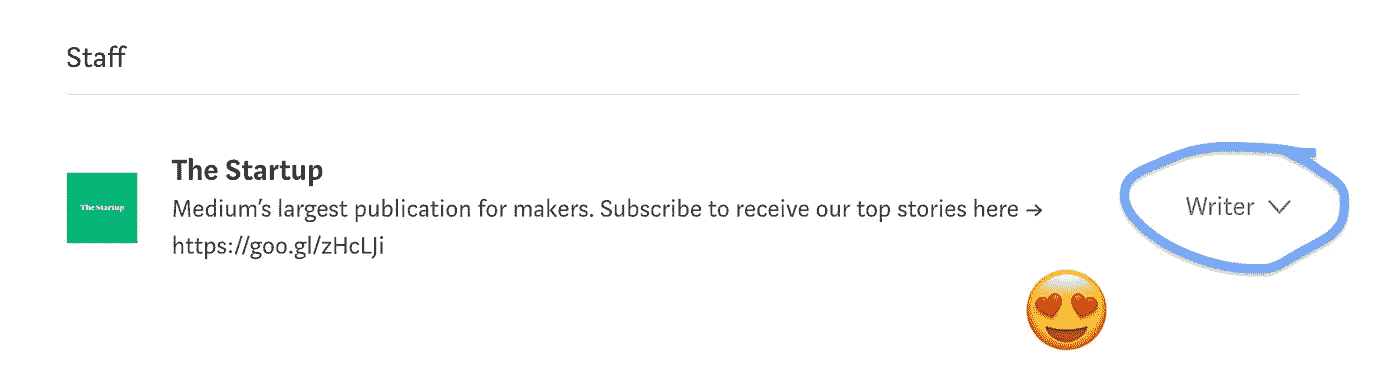 Staff
The Startup
The Startup
Medium's largest publication for makers. Subscribe to receive our top stories here →
https://goo.gl/zHcLJi
Writer